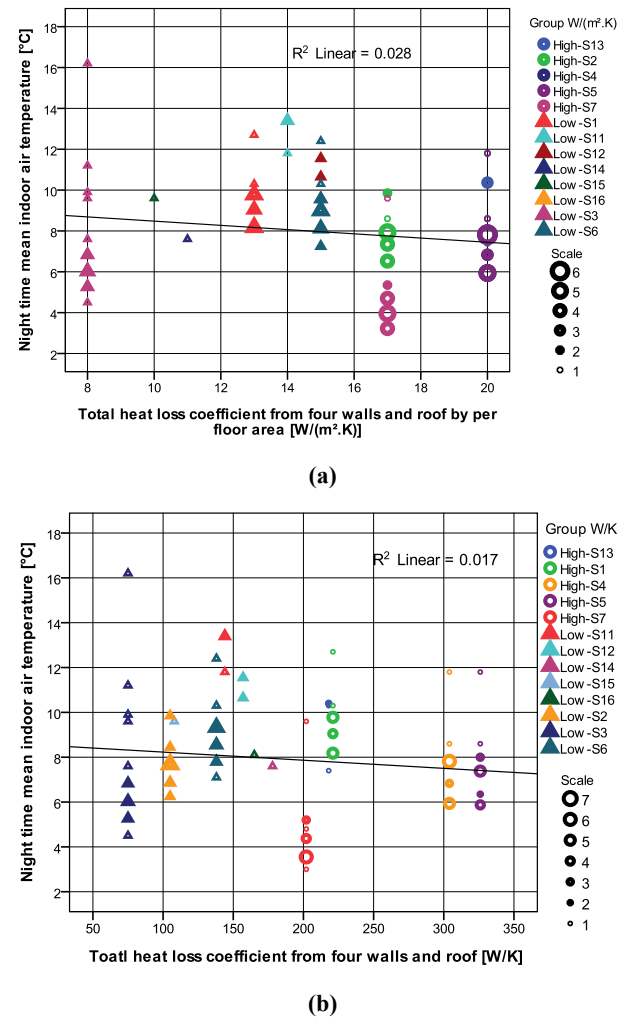 18
16
14
12
10
8
6
4
2
Night time mean indoor air temperature [°C]
R² Linear = 0.028
8 10 12 14 16 18 20
Total heat loss coefficient from four walls and roof by per
floor area [W/(m².K)]
Group W/(m².K)
High-S13
High-S2
High-S4
High-S5
High-S7
Low -S1
Low -S11
Low -S12
Low -S14
Low -S15
Low -S16
Low -S3
Low -S6
Scale
6
5
4
3
2
1
(a)
18
16
14
12
10
8
6
4
2
Night time mean indoor air temperature [°C]
R² Linear = 0.017
50 100 150 200 250 300 350
Toatl heat loss coefficient from four walls and roof [W/K]
Group W/K
High-S13
High-S1
High-S4
High-S5
High-S7
Low-S11
Low-S12
Low-S14
Low-S15
Low-S16
Low-S2
Low-S3
Low-S6
Scale
7
6
5
4
3
2
1
(b)